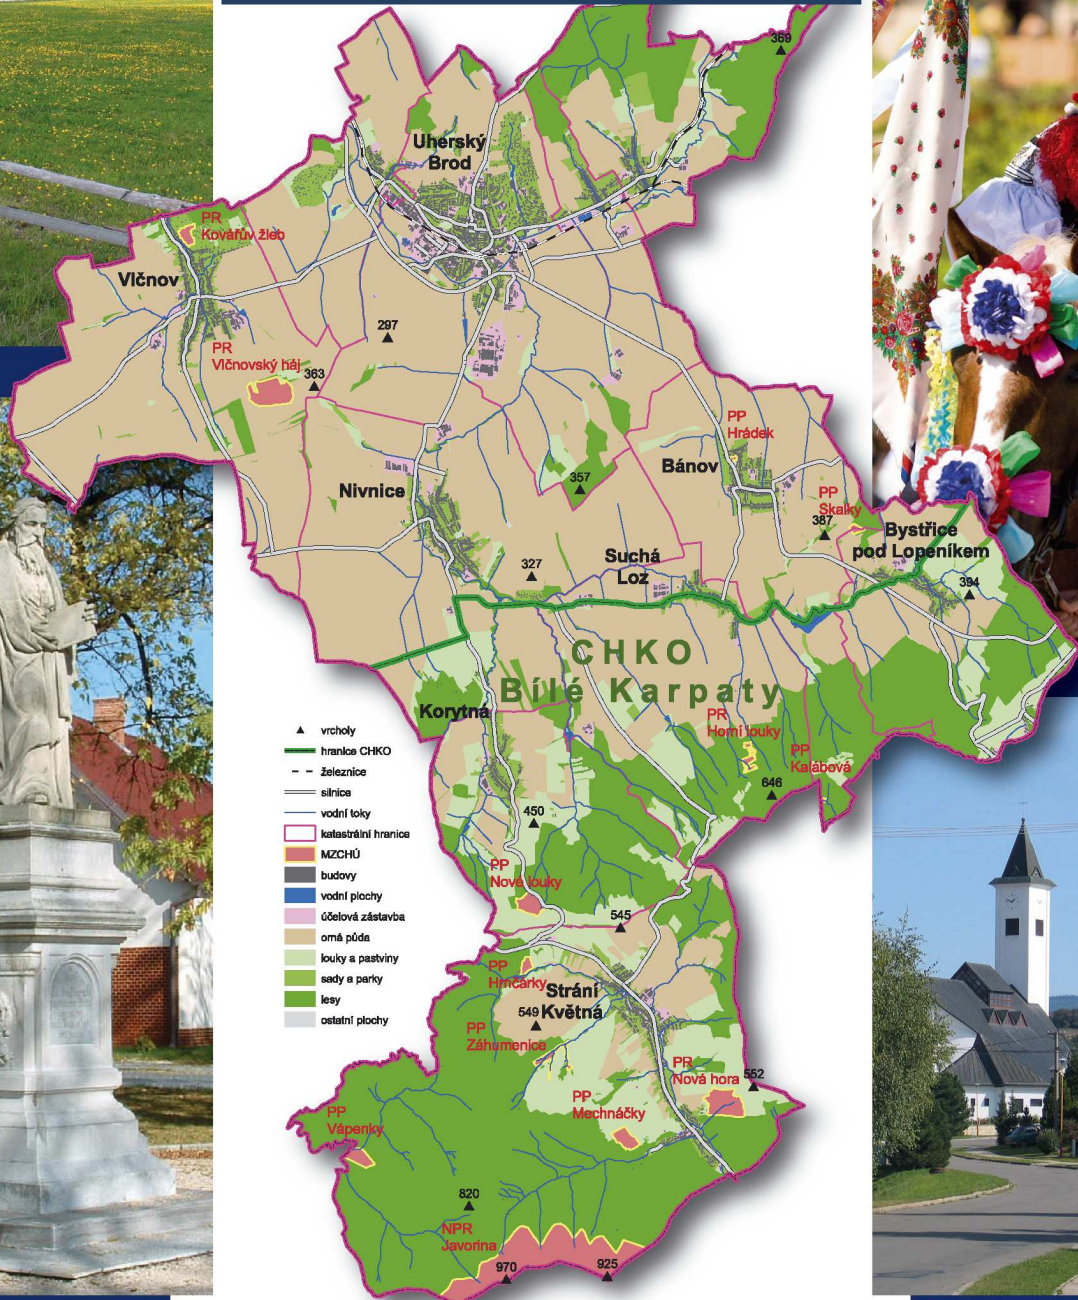 369
Uherský
Brod
PR
Kovářův žleb
Vlčnov
297
PR
Vlčnovský háj
363
PP
Hrádek
Bánov
357
Nivnice
PP
Skalky
387
Bystřice
pod Lopeníkem
394
Suchá
Loz
327
CHKO
Bílé Karpaty
Korytná
PR
Horní louky
PP
Kalábová
646
450
vrcholy
hranice CHKO
železnice
silnice
vodní toky
katastrální hranice
MZCHÚ
budovy
vodní plochy
účelová zástavba
orná půda
louky a pastviny
sady a parky
lesy
ostatní plochy
PP
Nové louky
545
PP
Hrnčárky
Strání
Květná
549
PP
Záhumenice
PR
Nová hora
552
PP
Mechnáčky
PP
Vápenky
820
NPR
Javorina
970
925